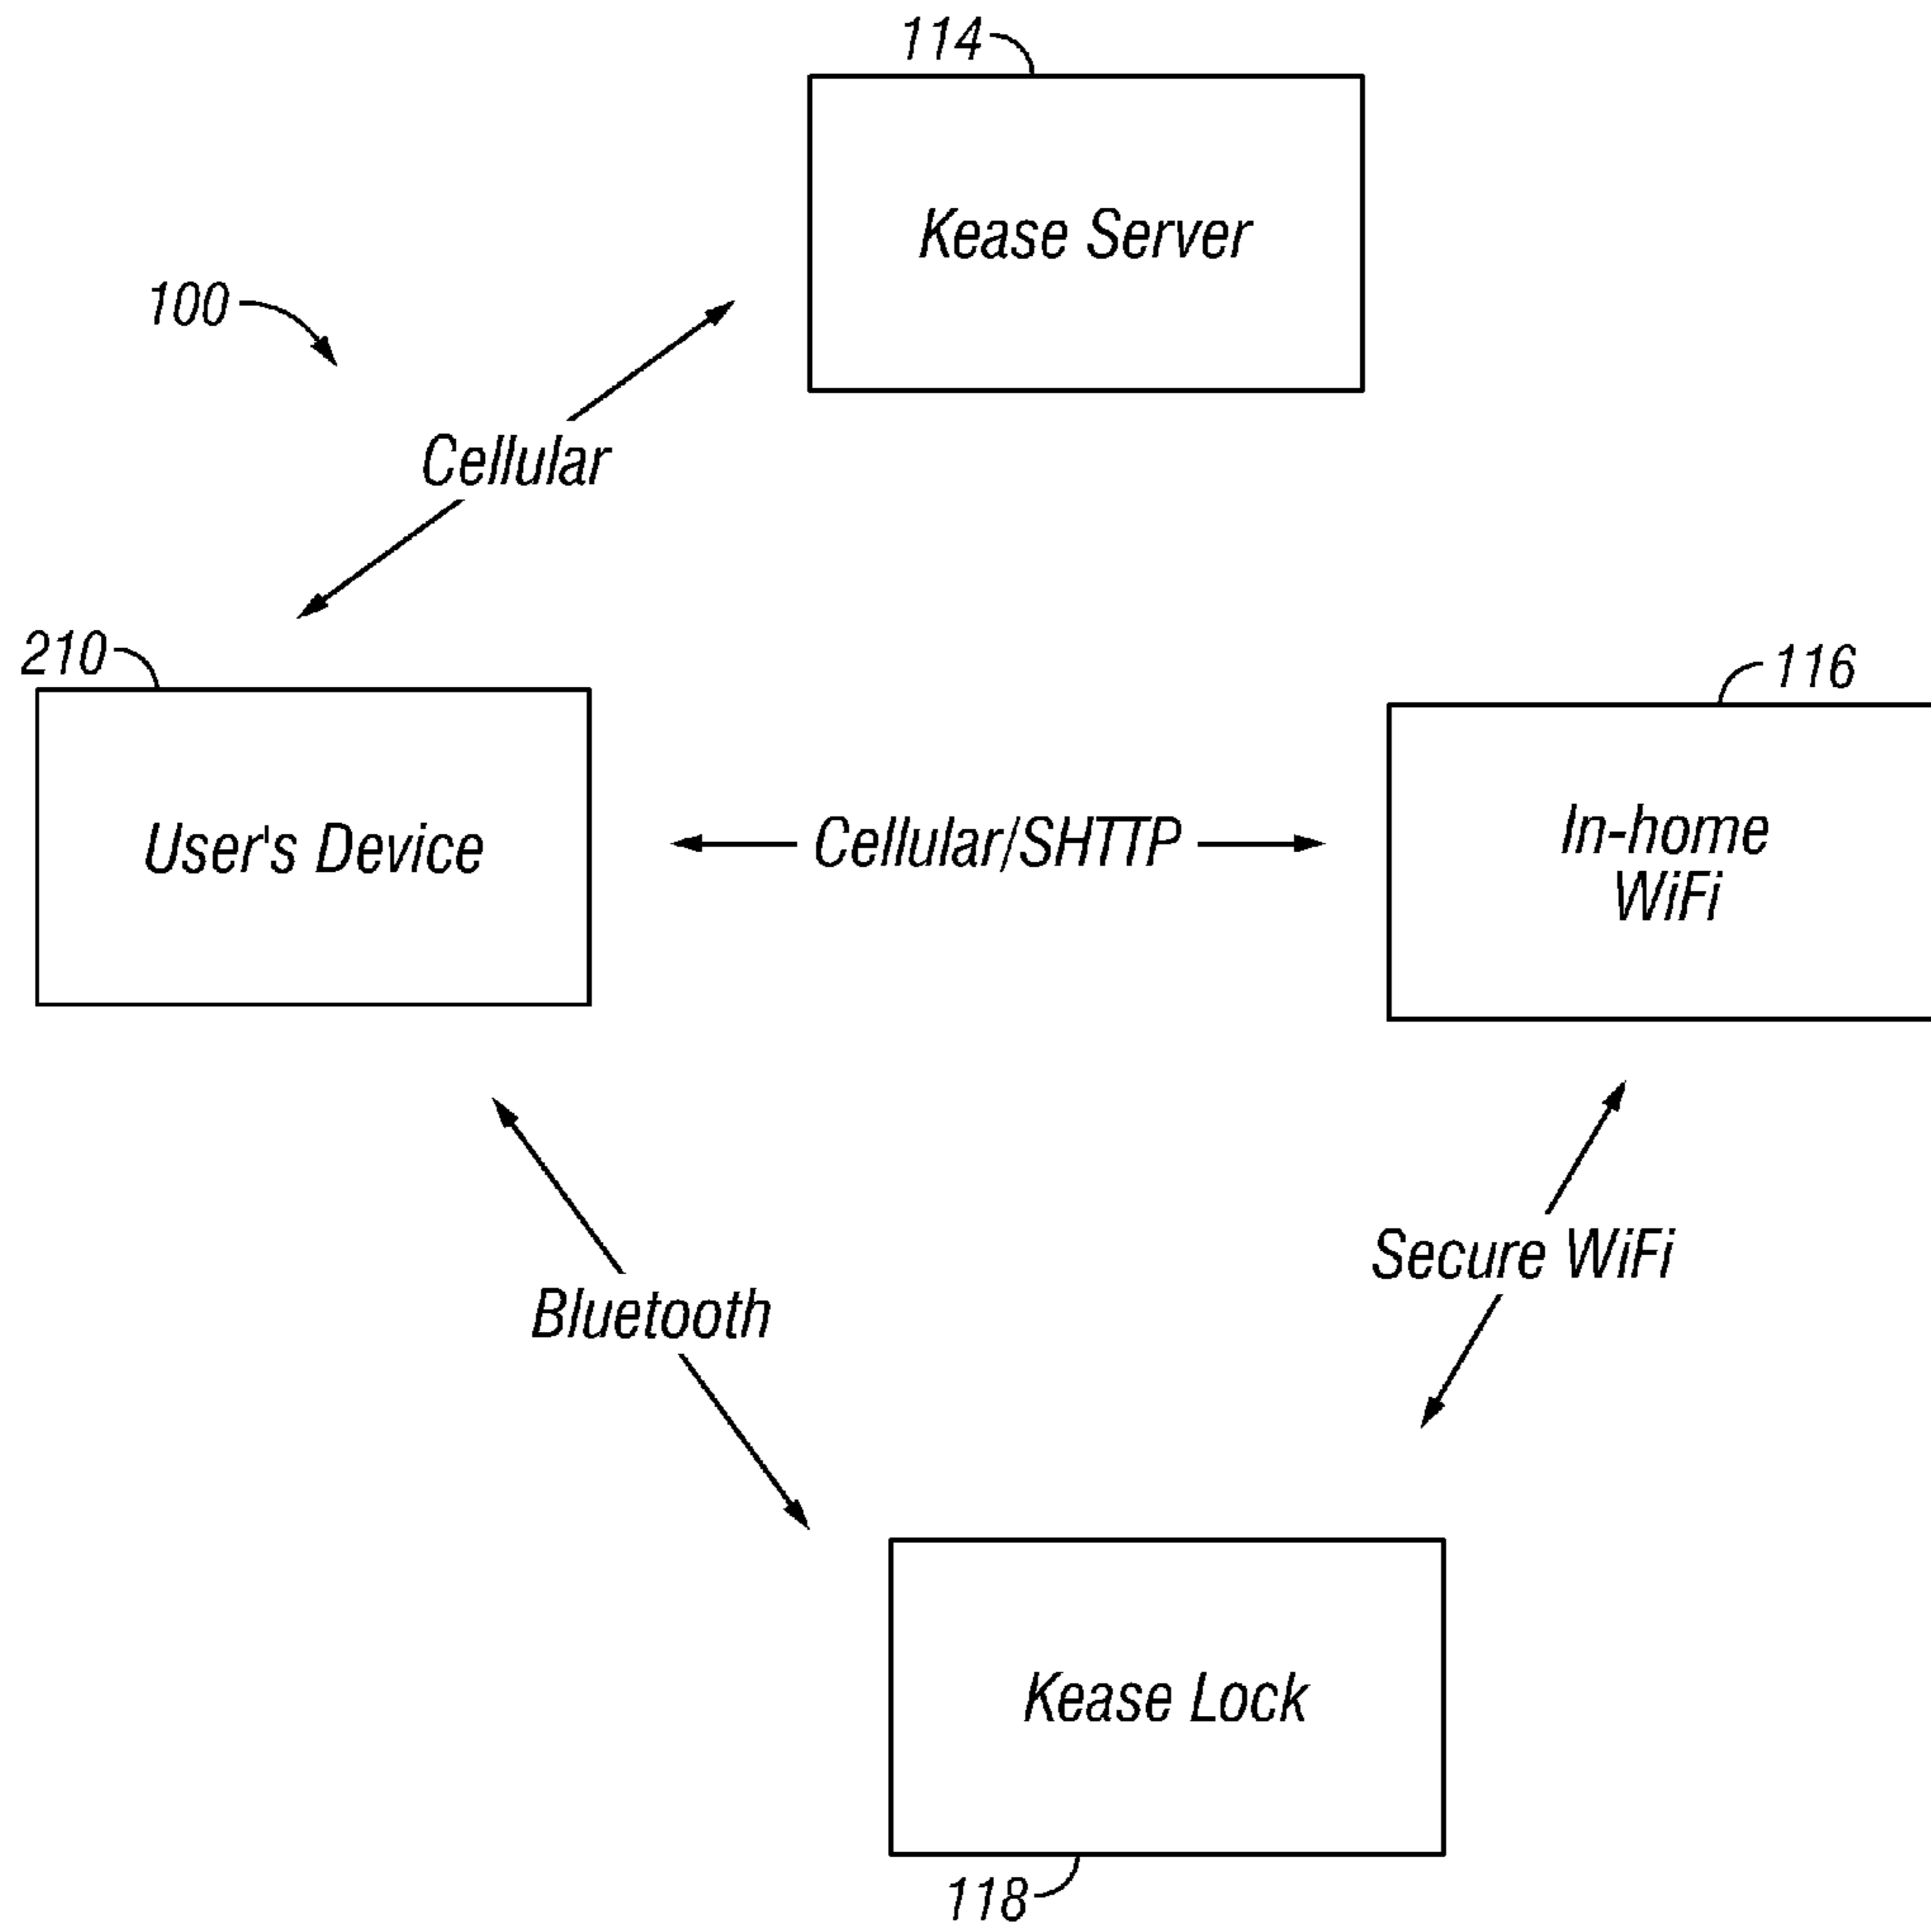 114
Kease Server
100
Cellular
210
116
User's Device
Cellular/SHTTP
In-home
WiFi
Secure WiFi
Bluetooth
Kease Lock
118